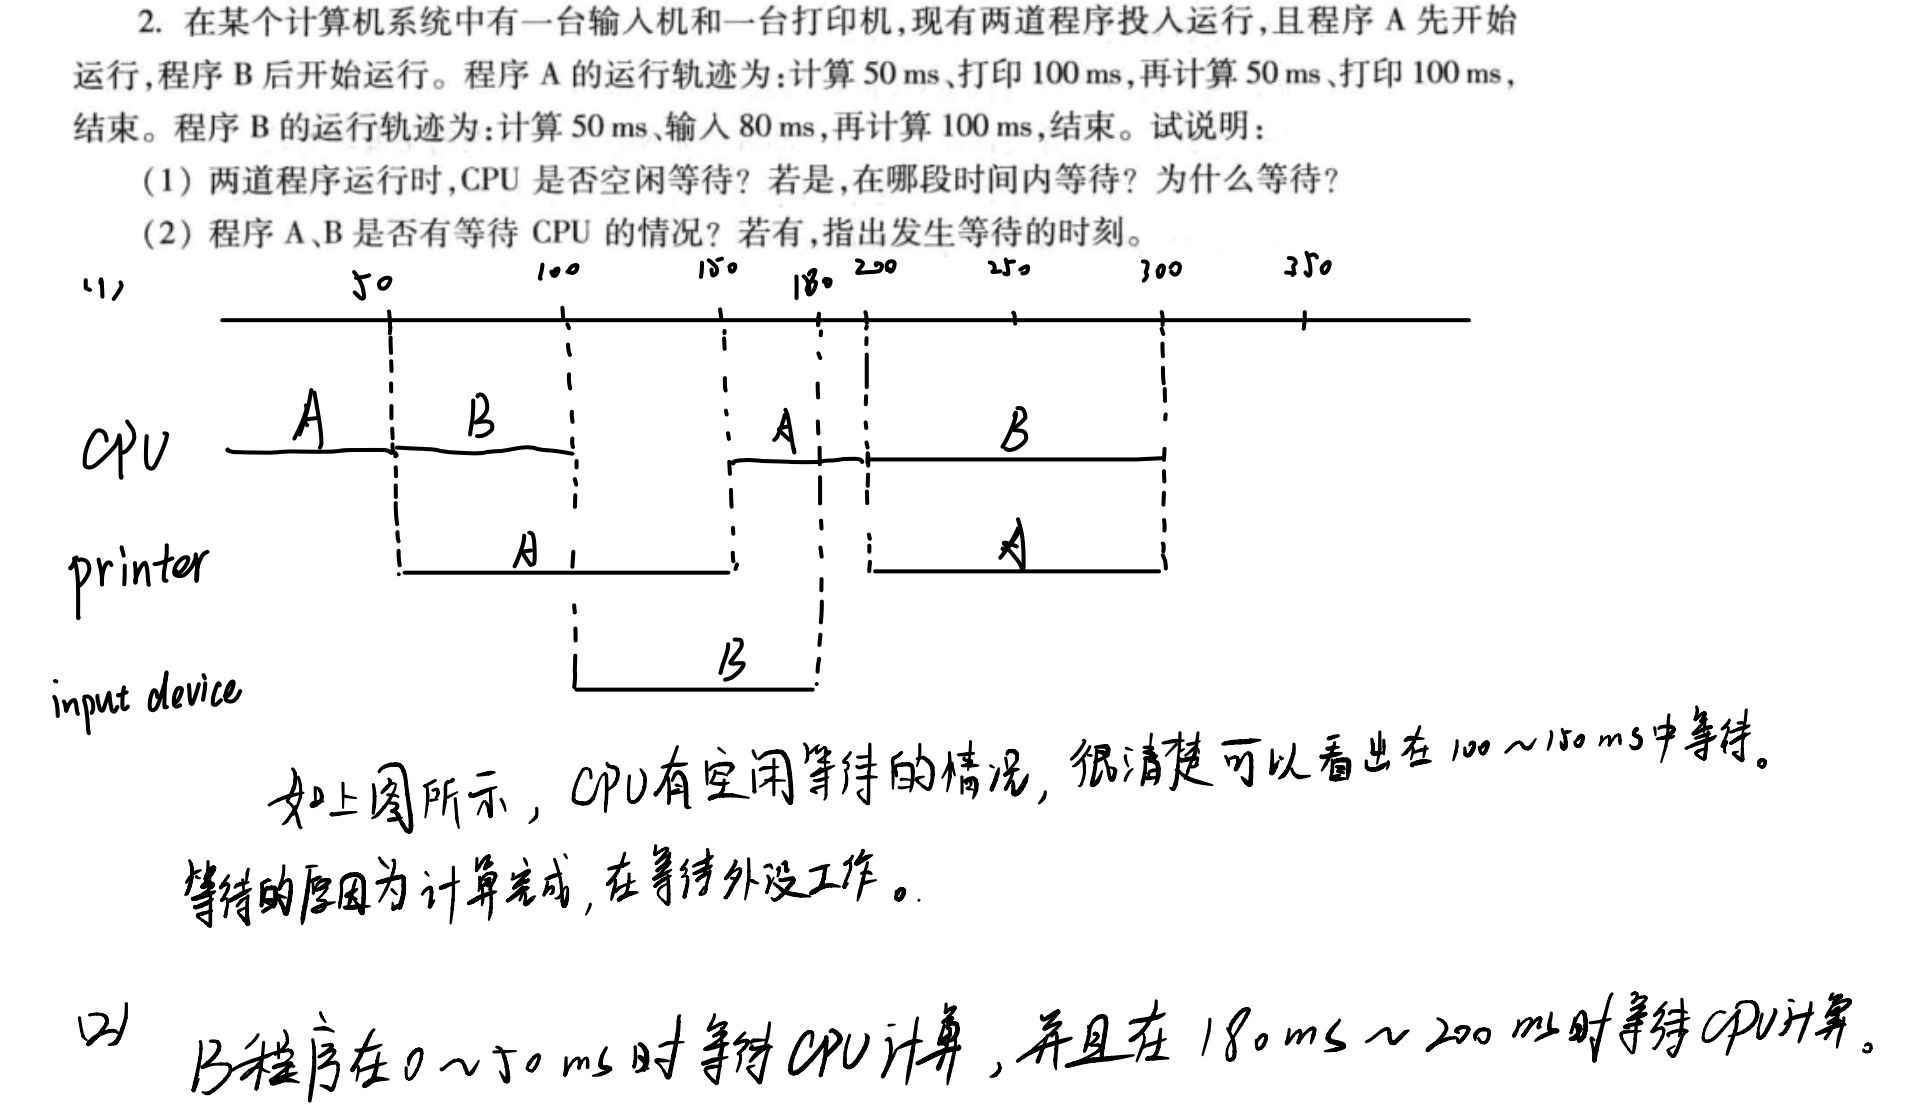 2. 在某个计算机系统中有一台输入机和一台打印机,现有两道程序投入运行,且程序 A 先开始
运行,程序 B 后开始运行。程序 A 的运行轨迹为:计算 50 ms、打印 100 ms,再计算 50 ms、打印 100 ms,
结束。程序 B 的运行轨迹为:计算 50 ms、输入 80 ms,再计算 100 ms,结束。试说明:
(1) 两道程序运行时,CPU 是否空闲等待? 若是,在哪段时间内等待? 为什么等待?
(2) 程序 A、B 是否有等待 CPU 的情况? 若有,指出发生等待的时刻。
(1) 50 100 150 180 200 250 300 350
CPU A B A B
printer A A
input device B
如上图所示, CPU有空闲等待的情况, 很清楚可以看出在 100~150 ms中等待。
等待的原因为计算完成, 在等待外设工作。
(2) B程序在0~50 ms时等待CPU计算, 并且在180ms~200 ms时等待CPU计算。